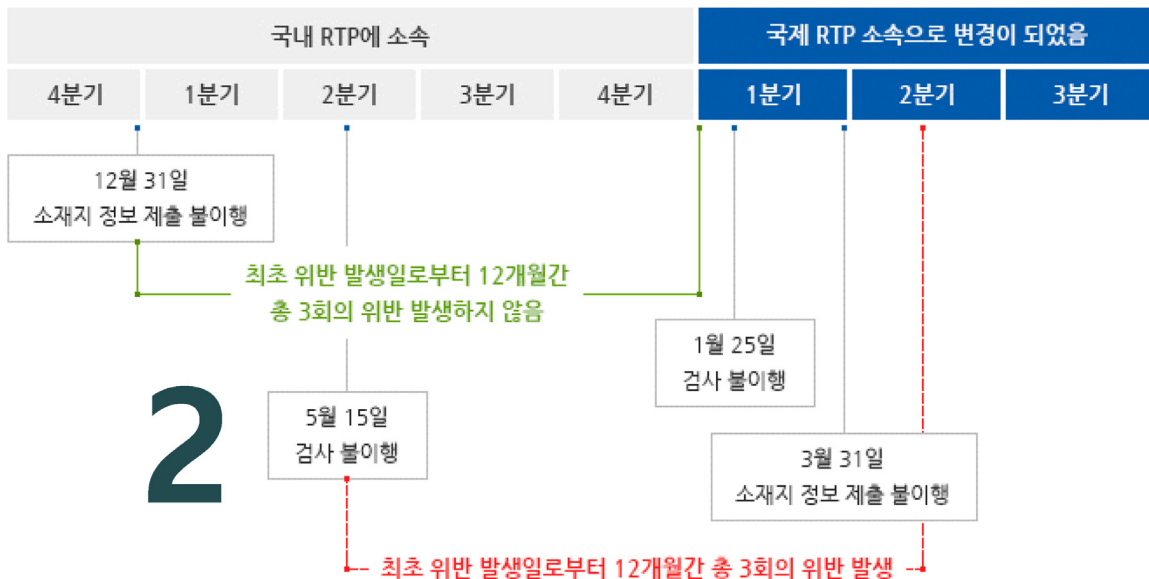 국내 RTP에 소속
국제 RTP 소속으로 변경이 되었음
4분기
1분기
2분기
3분기
4분기
1분기
2분기
3분기
12월 31일
소재지 정보 제출 불이행
최초 위반 발생일로부터 12개월간
총 3회의 위반 발생하지 않음
1월 25일
검사 불이행
2
5월 15일
검사 불이행
3월 31일
소재지 정보 제출 불이행
최초 위반 발생일로부터 12개월간 총 3회의 위반 발생